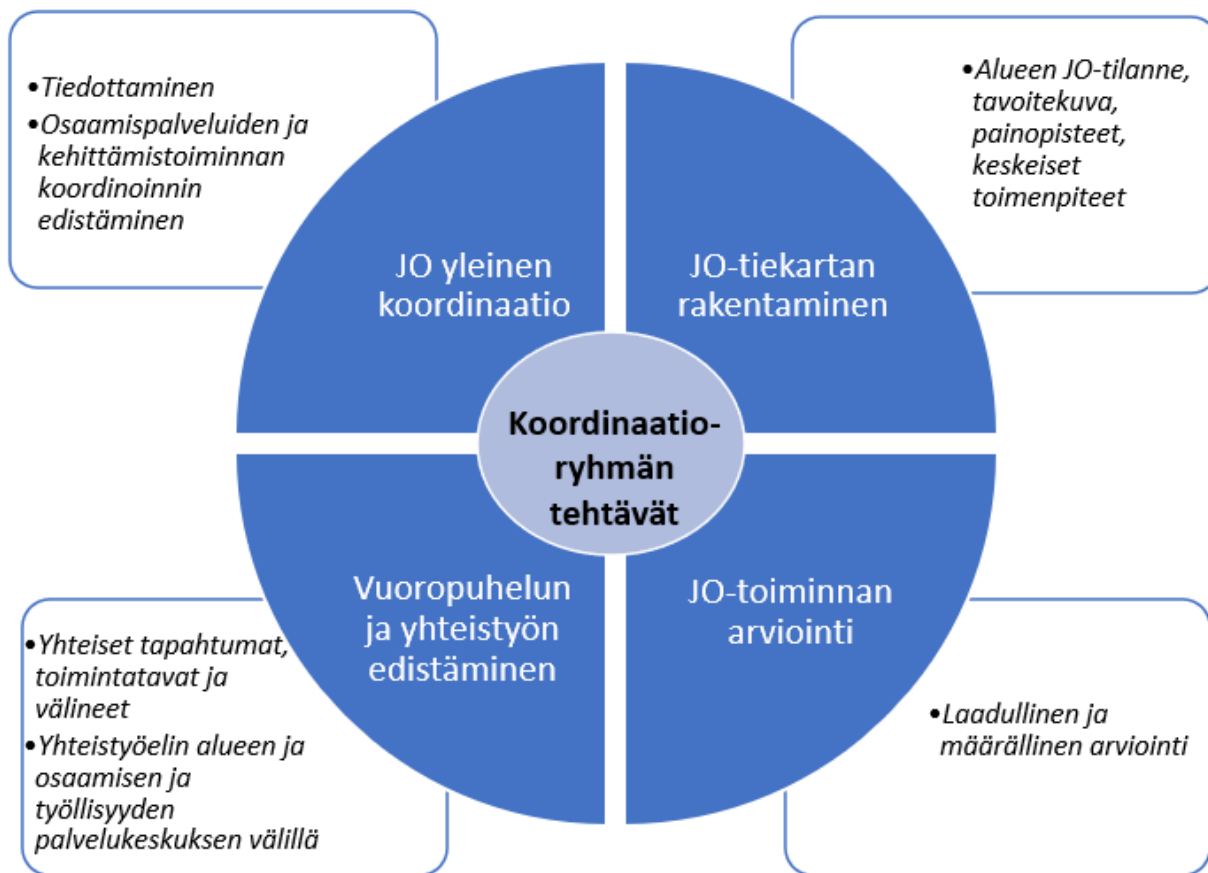 •Tiedottaminen
•Osaamispalveluiden ja
kehittämistoiminnan
koordinoinnin
edistäminen
JO yleinen
koordinaatio
•Alueen JO-tilanne,
tavoitekuva,
painopisteet,
keskeiset
toimenpiteet
JO-tiekartan
rakentaminen
Koordinaatio-
ryhmän
tehtävät
Vuoropuhelun
ja yhteistyön
edistäminen
•Yhteiset tapahtumat,
toimintatavat ja
välineet
•Yhteistyöelin alueen ja
osaamisen ja
työllisyyden
palvelukeskuksen välillä
JO-toiminnan
arviointi
•Laadullinen ja
määrällinen arviointi